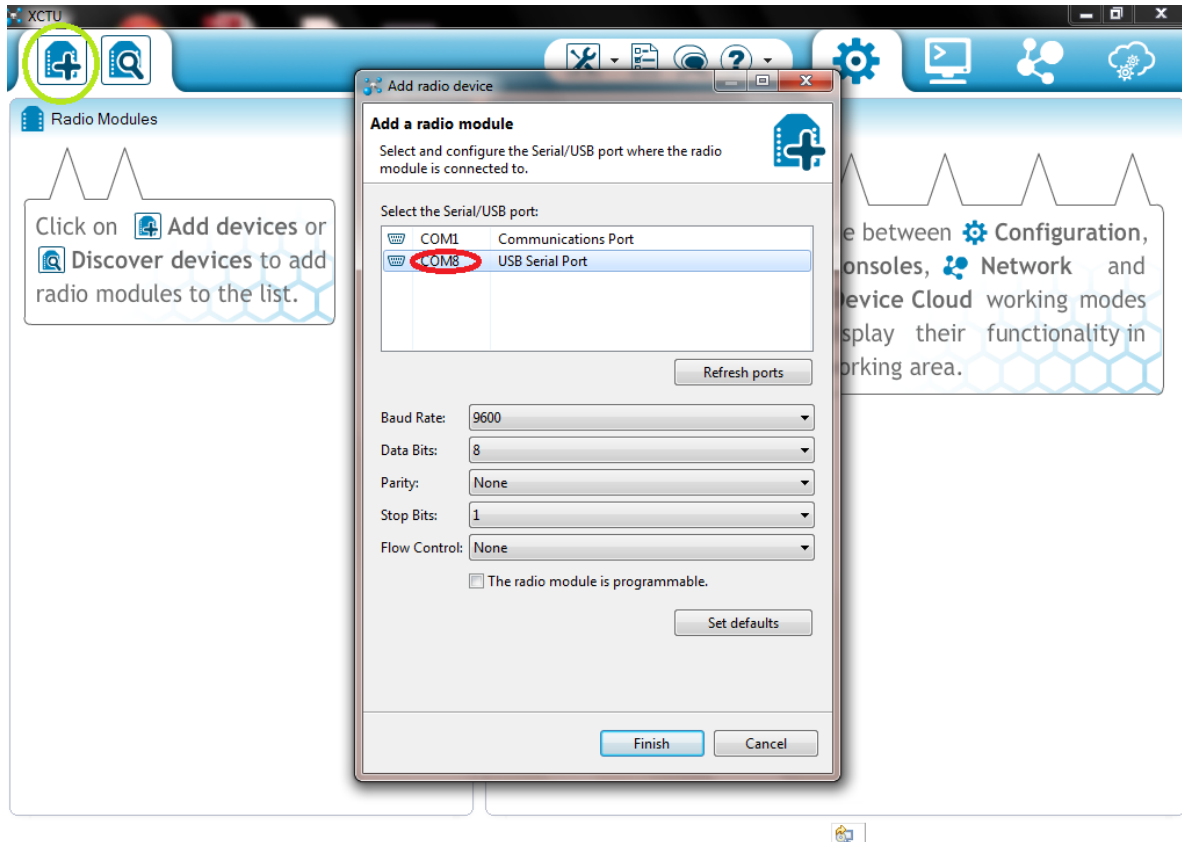 XCTU
Radio Modules
Click on Add devices or
Discover devices to add
radio modules to the list.
Add radio device
Add a radio module
Select and configure the Serial/USB port where the radio
module is connected to.
Select the Serial/USB port:
COM1 Communications Port
COM8 USB Serial Port
Refresh ports
Baud Rate: 9600
Data Bits: 8
Parity: None
Stop Bits: 1
Flow Control: None
The radio module is programmable.
Set defaults
Finish Cancel
between Configuration,
onsoles, Network and
evice Cloud working modes
splay their functionality in
orking area.